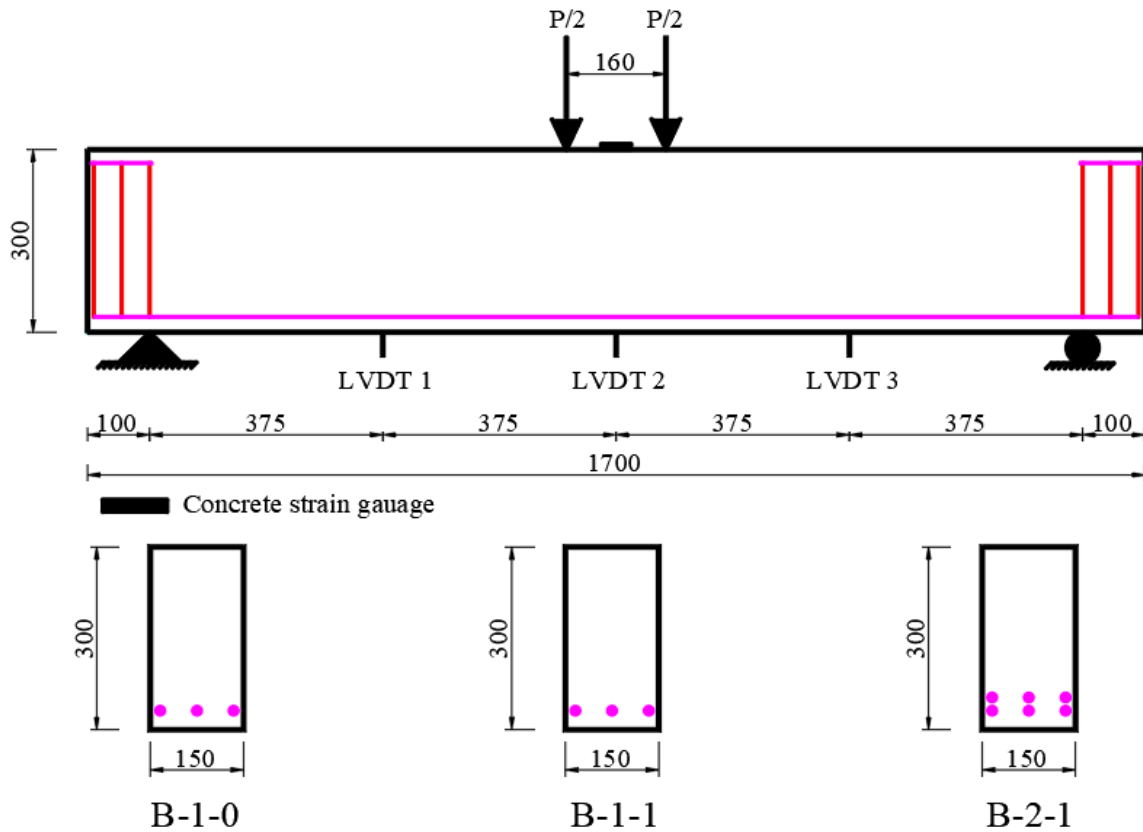 P/2 P/2
160
300
LVDT 1 LVDT 2 LVDT 3
100 375 375 375 375 100
1700
Concrete strain gauage
300 300 300
150 150 150
B-1-0 B-1-1 B-2-1